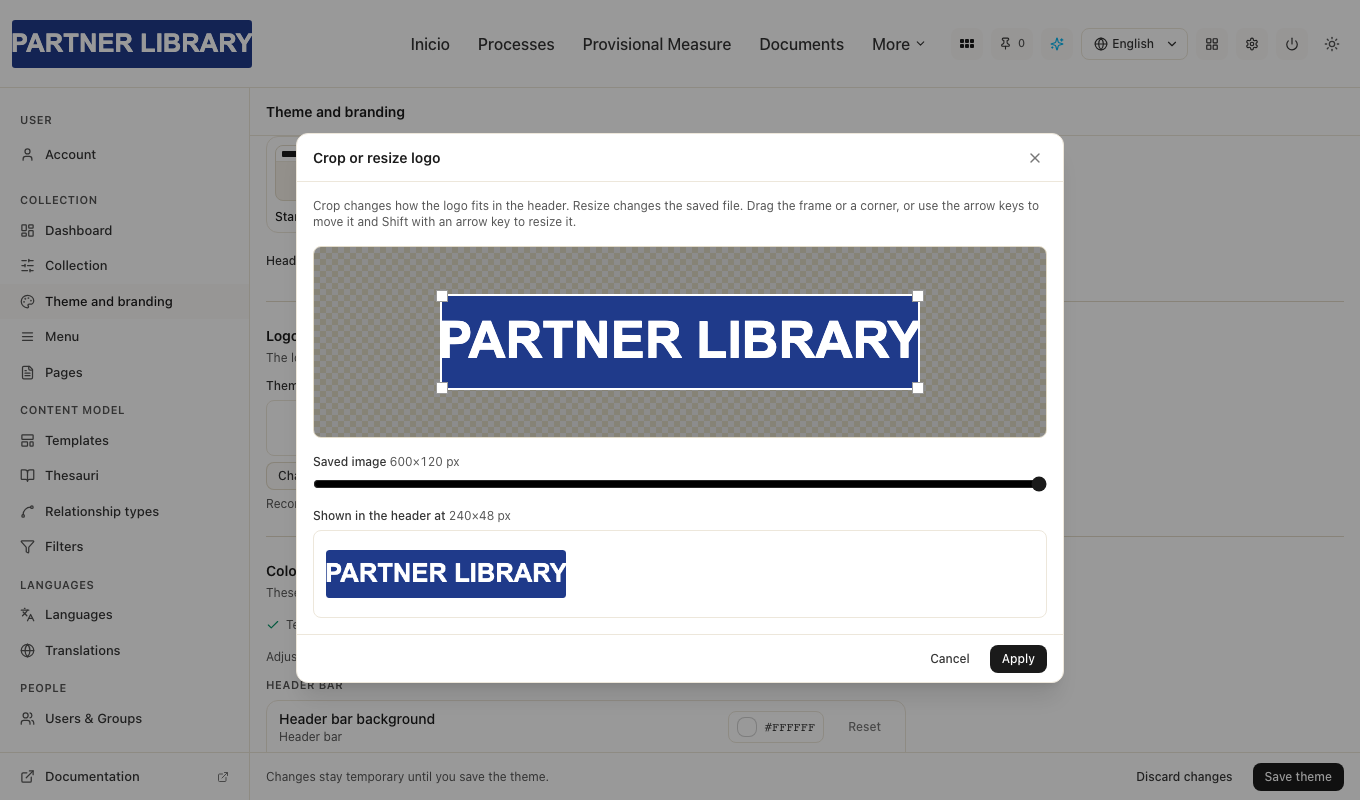 PARTNER LIBRARY
Inicio
Processes
Provisional Measure
Documents
More
0
English
USER
Account
COLLECTION
Dashboard
Collection
Theme and branding
Menu
Pages
CONTENT MODEL
Templates
Thesauri
Relationship types
Filters
LANGUAGES
Languages
Translations
PEOPLE
Users & Groups
Documentation
Theme and branding
Crop or resize logo
Crop changes how the logo fits in the header. Resize changes the saved file. Drag the frame or a corner, or use the arrow keys to
move it and Shift with an arrow key to resize it.
PARTNER LIBRARY
Saved image 600×120 px
Shown in the header at 240×48 px
PARTNER LIBRARY
Cancel
Apply
HEADER BAR
Header bar background
Header bar
#FFFFFF
Reset
Changes stay temporary until you save the theme.
Discard changes
Save theme